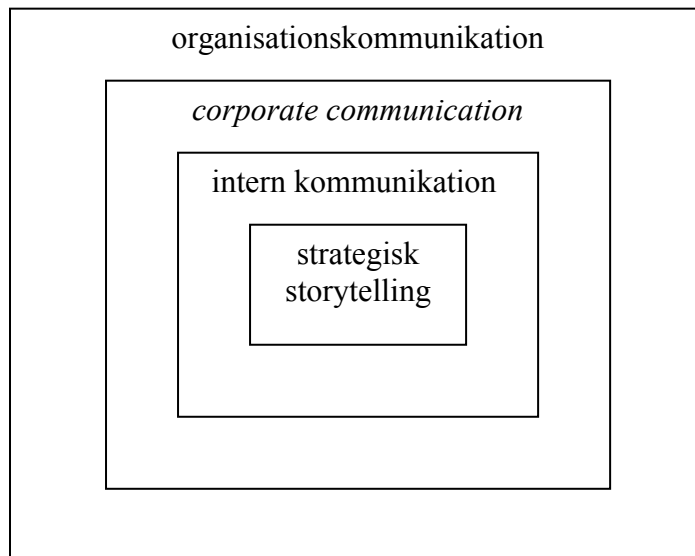 organisationskommunikation
corporate communication
intern kommunikation
strategisk
storytelling